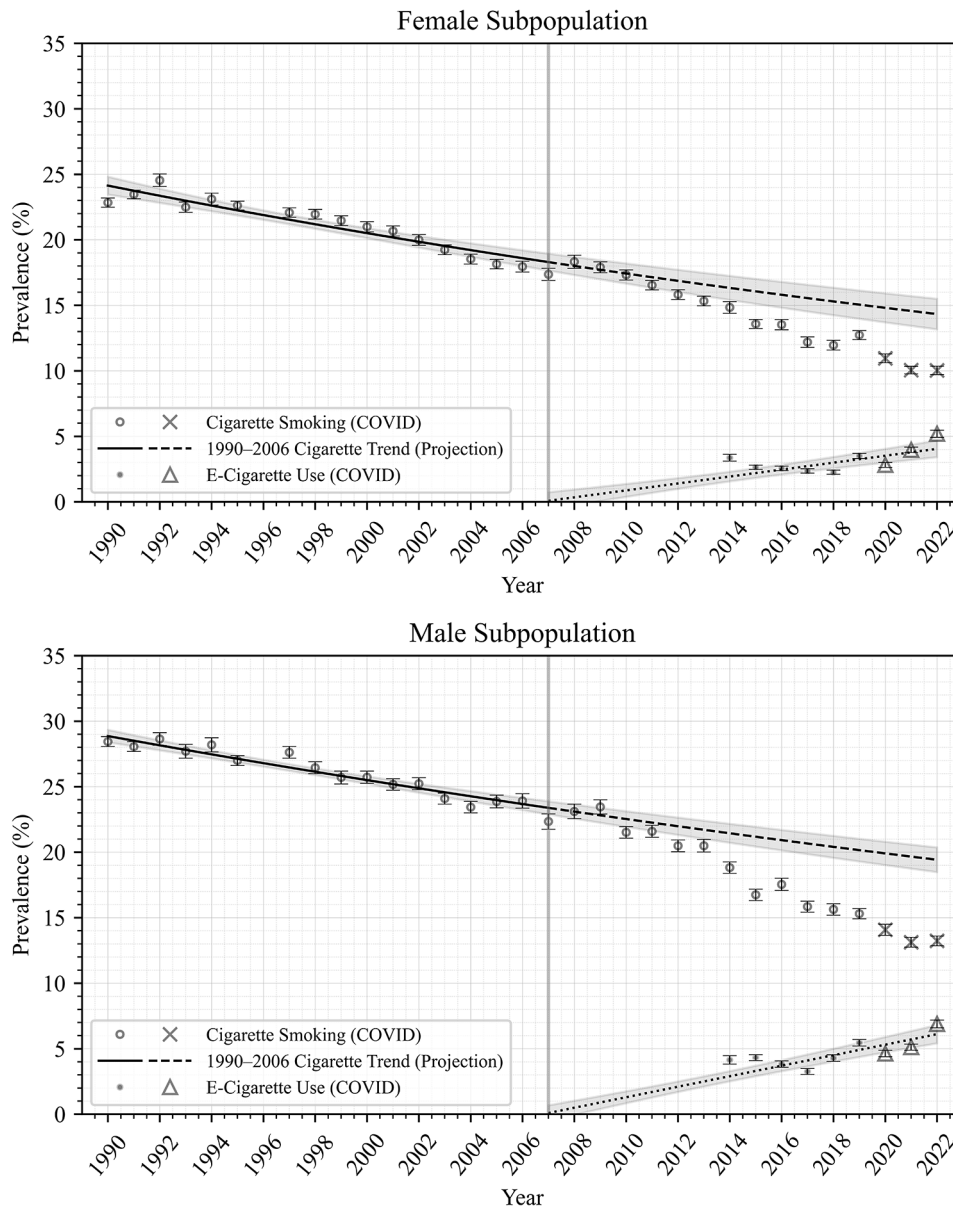 Female Subpopulation
35
30
25
20
15
10
5
0
Prevalence (%)
Cigarette Smoking (COVID)
1990–2006 Cigarette Trend (Projection)
E-Cigarette Use (COVID)
1990 1992 1994 1996 1998 2000 2002 2004 2006 2008 2010 2012 2014 2016 2018 2020 2022
Year
Male Subpopulation
35
30
25
20
15
10
5
0
Prevalence (%)
Cigarette Smoking (COVID)
1990–2006 Cigarette Trend (Projection)
E-Cigarette Use (COVID)
1990 1992 1994 1996 1998 2000 2002 2004 2006 2008 2010 2012 2014 2016 2018 2020 2022
Year